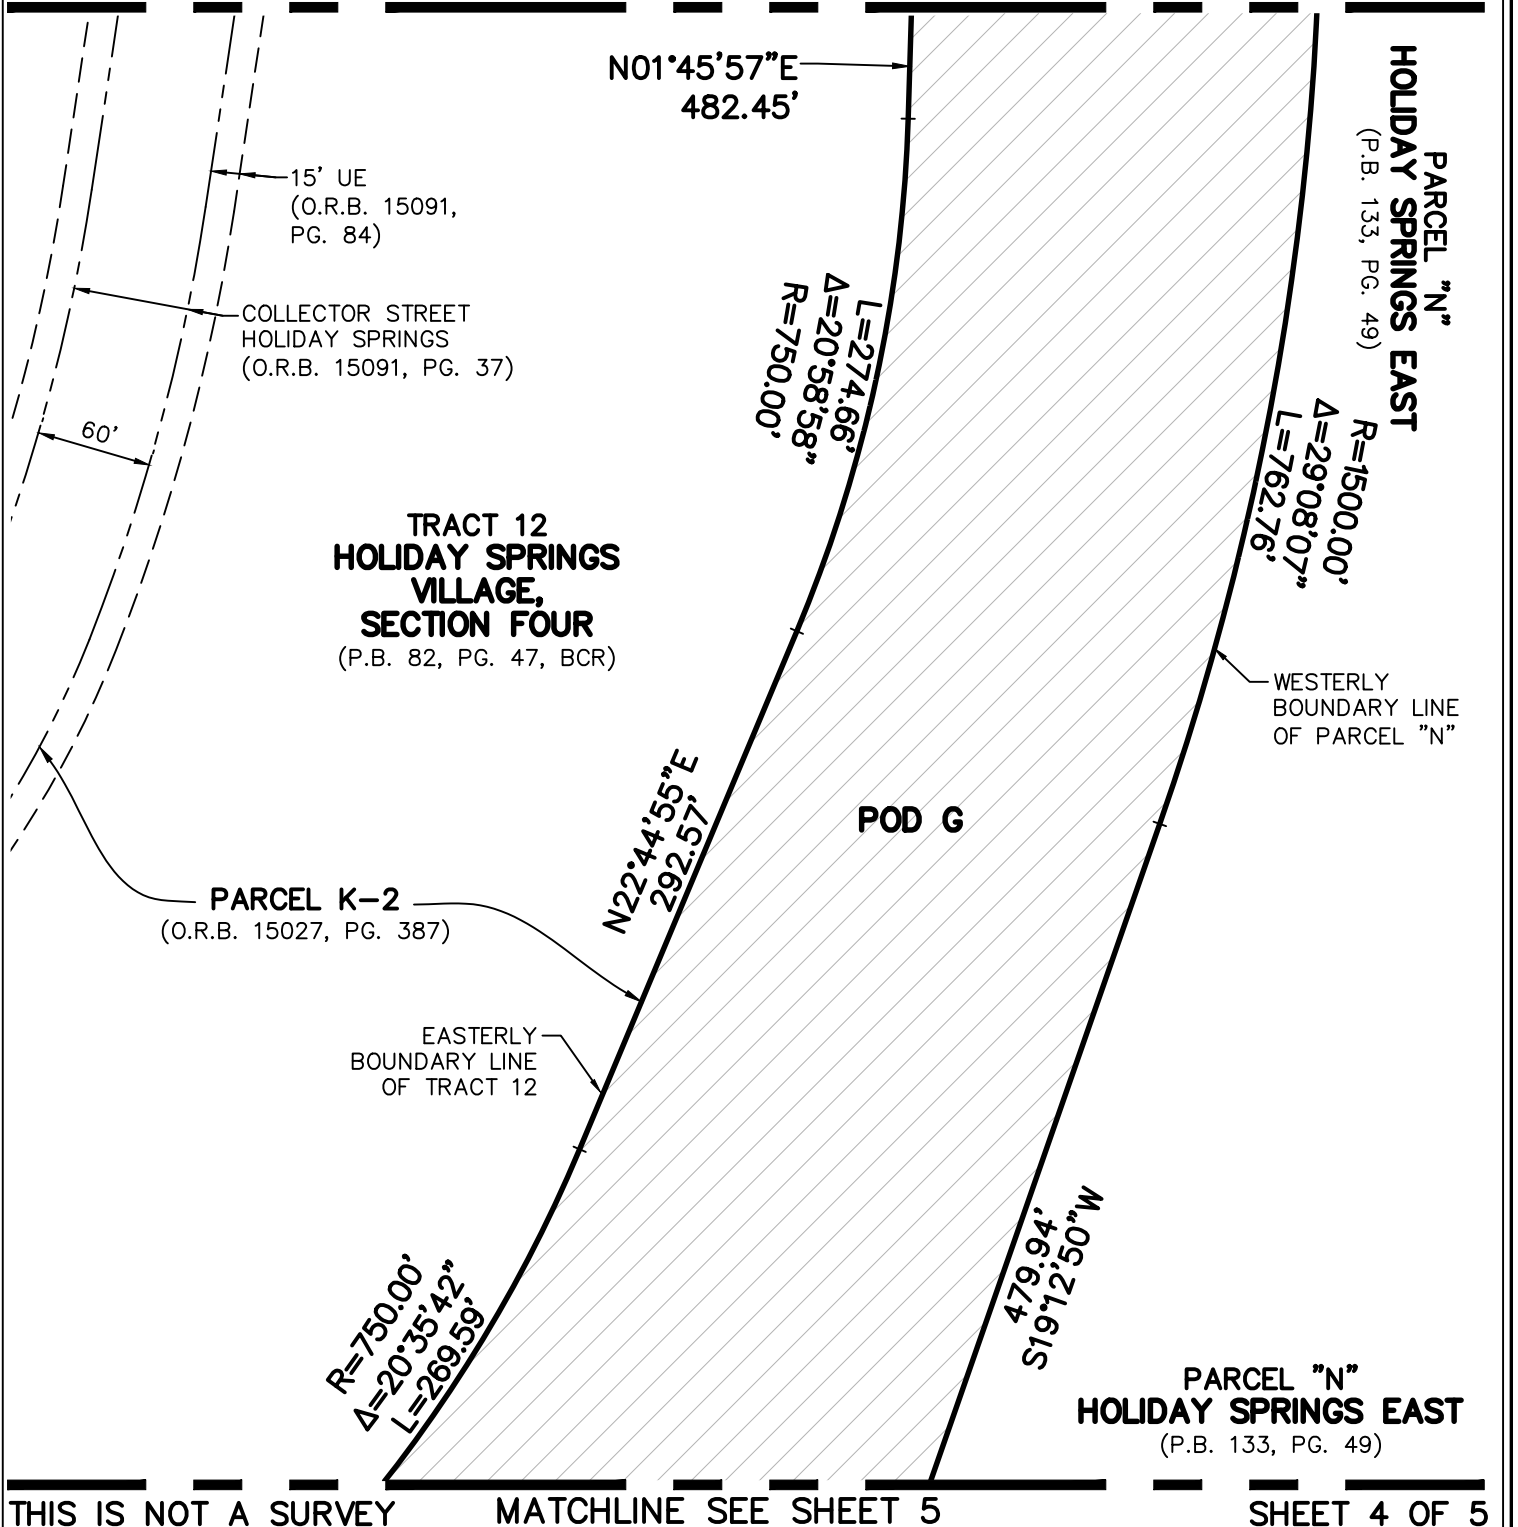 N01°45'57"E
482.45'
PARCEL "N"
HOLIDAY SPRINGS EAST
(P.B. 133, PG. 49)
15' UE
(O.R.B. 15091,
PG. 84)
COLLECTOR STREET
HOLIDAY SPRINGS
(O.R.B. 15091, PG. 37)
60'
L=274.66'
Δ=20°58'58"
R=750.00'
R=1500.00'
Δ=29°08'07"
L=762.76'
TRACT 12
HOLIDAY SPRINGS
VILLAGE,
SECTION FOUR
(P.B. 82, PG. 47, BCR)
WESTERLY
BOUNDARY LINE
OF PARCEL "N"
N22°44'55"E
292.57'
POD G
PARCEL K-2
(O.R.B. 15027, PG. 387)
EASTERLY
BOUNDARY LINE
OF TRACT 12
R=750.00'
Δ=20°35'42"
L=269.59'
479.94'
S19°12'50"W
PARCEL "N"
HOLIDAY SPRINGS EAST
(P.B. 133, PG. 49)
THIS IS NOT A SURVEY
MATCHLINE SEE SHEET 5
SHEET 4 OF 5